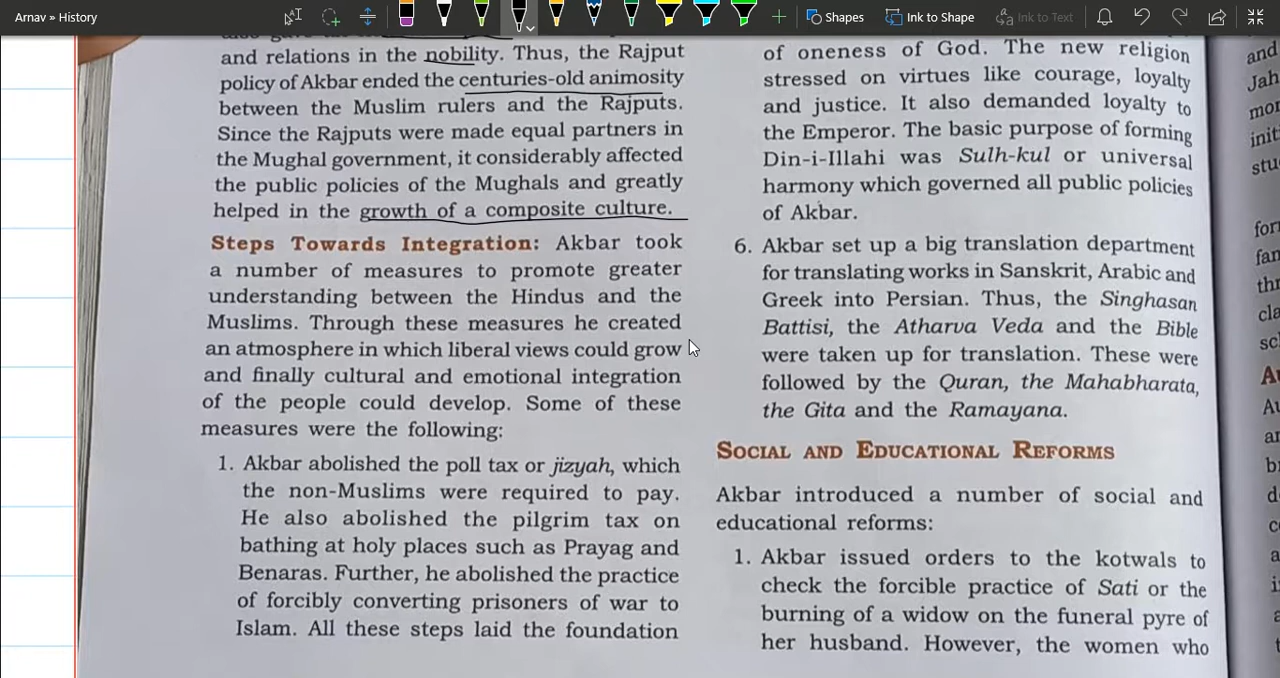 Arnav » History
Shapes
Ink to Shape
Ink to Text
and relations in the nobility. Thus, the Rajput
policy of Akbar ended the centuries-old animosity
between the Muslim rulers and the Rajputs.
Since the Rajputs were made equal partners in
the Mughal government, it considerably affected
the public policies of the Mughals and greatly
helped in the growth of a composite culture.
Steps Towards Integration: Akbar took
a number of measures to promote greater
understanding between the Hindus and the
Muslims. Through these measures he created
an atmosphere in which liberal views could grow
and finally cultural and emotional integration
of the people could develop. Some of these
measures were the following:
1. Akbar abolished the poll tax or jizyah, which
the non-Muslims were required to pay.
He also abolished the pilgrim tax on
bathing at holy places such as Prayag and
Benaras. Further, he abolished the practice
of forcibly converting prisoners of war to
Islam. All these steps laid the foundation
of oneness of God. The new religion
stressed on virtues like courage, loyalty
and justice. It also demanded loyalty to
the Emperor. The basic purpose of forming
Din-i-Illahi was Sulh-kul or universal
harmony which governed all public policies
of Akbar.
6. Akbar set up a big translation department
for translating works in Sanskrit, Arabic and
Greek into Persian. Thus, the Singhasan
Battisi, the Atharva Veda and the Bible
were taken up for translation. These were
followed by the Quran, the Mahabharata,
the Gita and the Ramayana.
SOCIAL AND EDUCATIONAL REFORMS
Akbar introduced a number of social and
educational reforms:
1. Akbar issued orders to the kotwals to
check the forcible practice of Sati or the
burning of a widow on the funeral pyre of
her husband. However, the women who
and
Jah